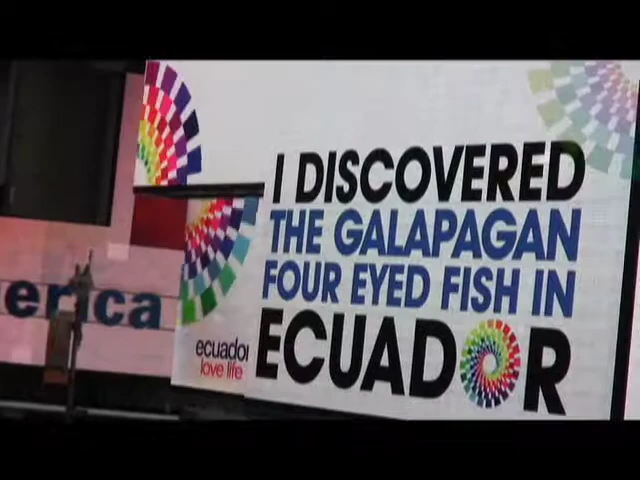 I DISCOVERED
THE GALAPAGAN
FOUR EYED FISH IN
ECUADOR
ecuador
love life
erica